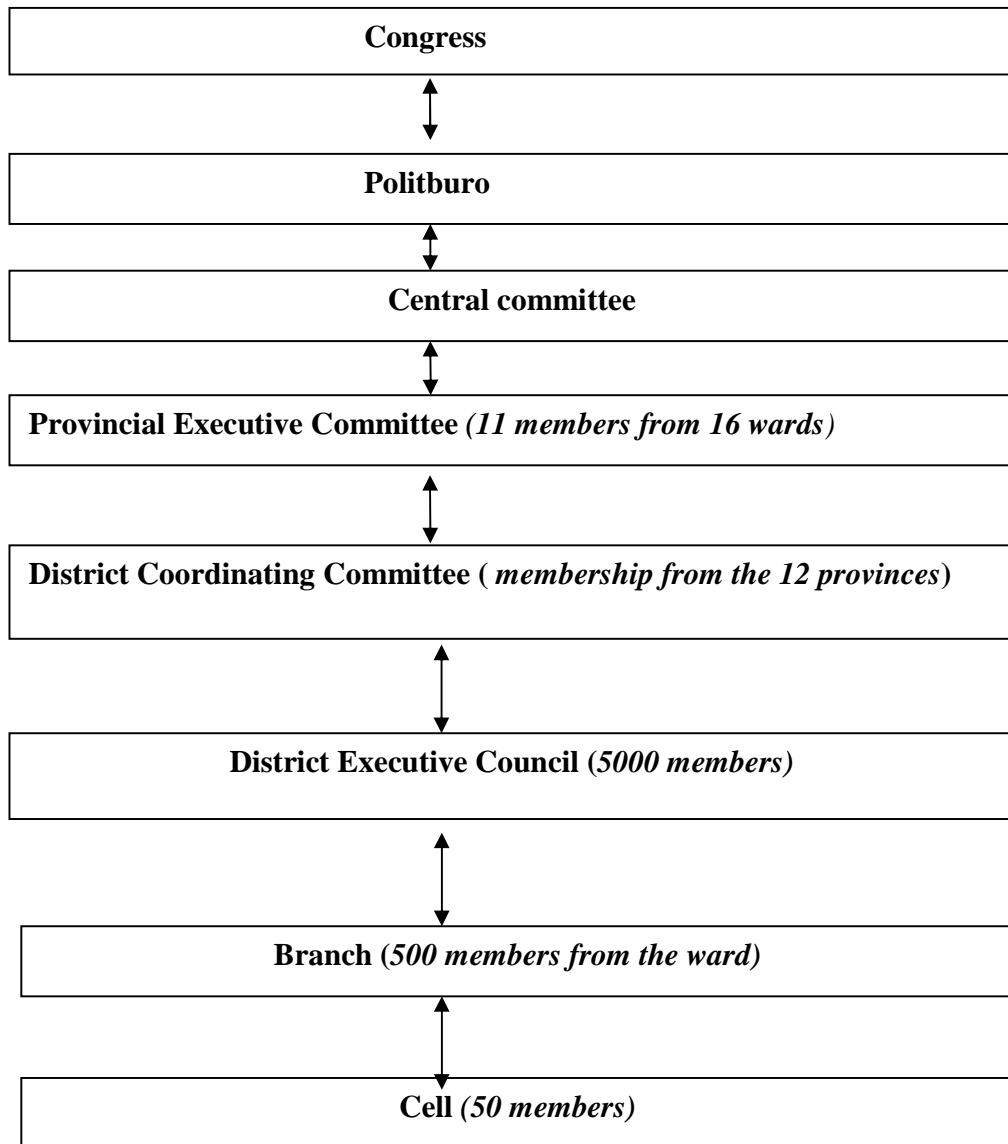 Congress
Politburo
Central committee
Provincial Executive Committee (11 members from 16 wards)
District Coordinating Committee ( membership from the 12 provinces)
District Executive Council (5000 members)
Branch (500 members from the ward)
Cell (50 members)